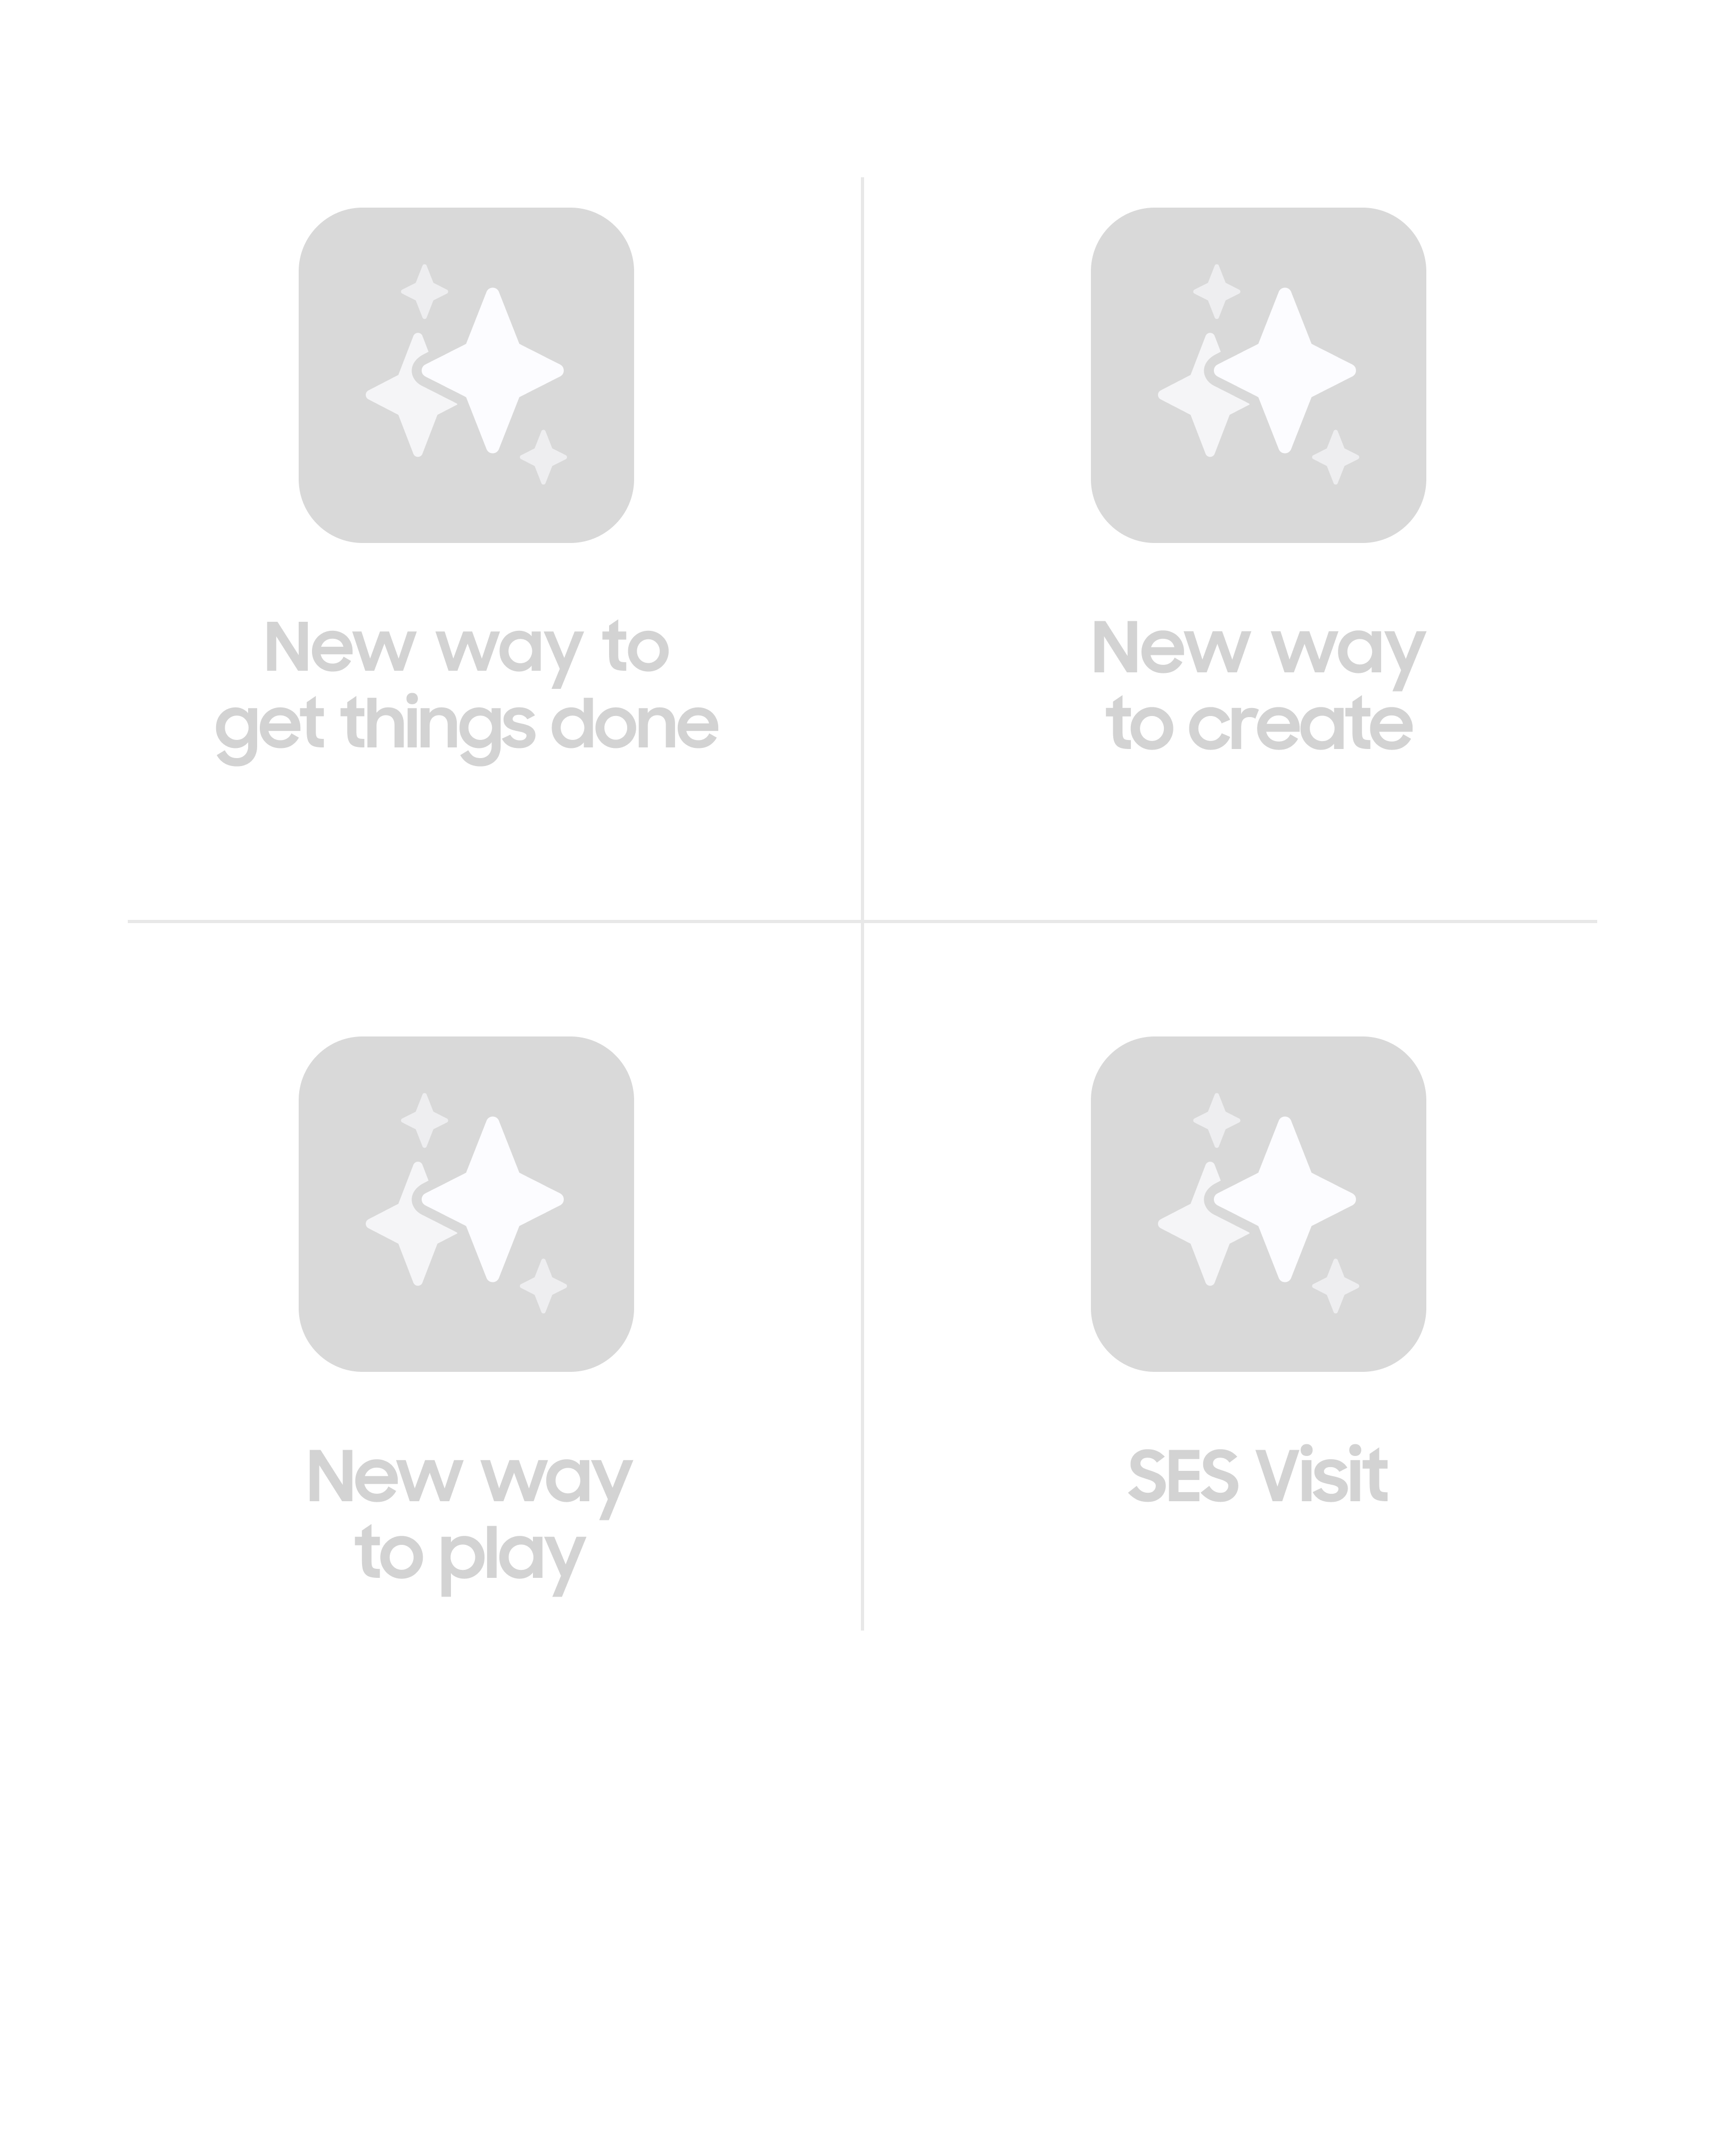 New way to
get things done
New way
to create
New way
to play
SES Visit